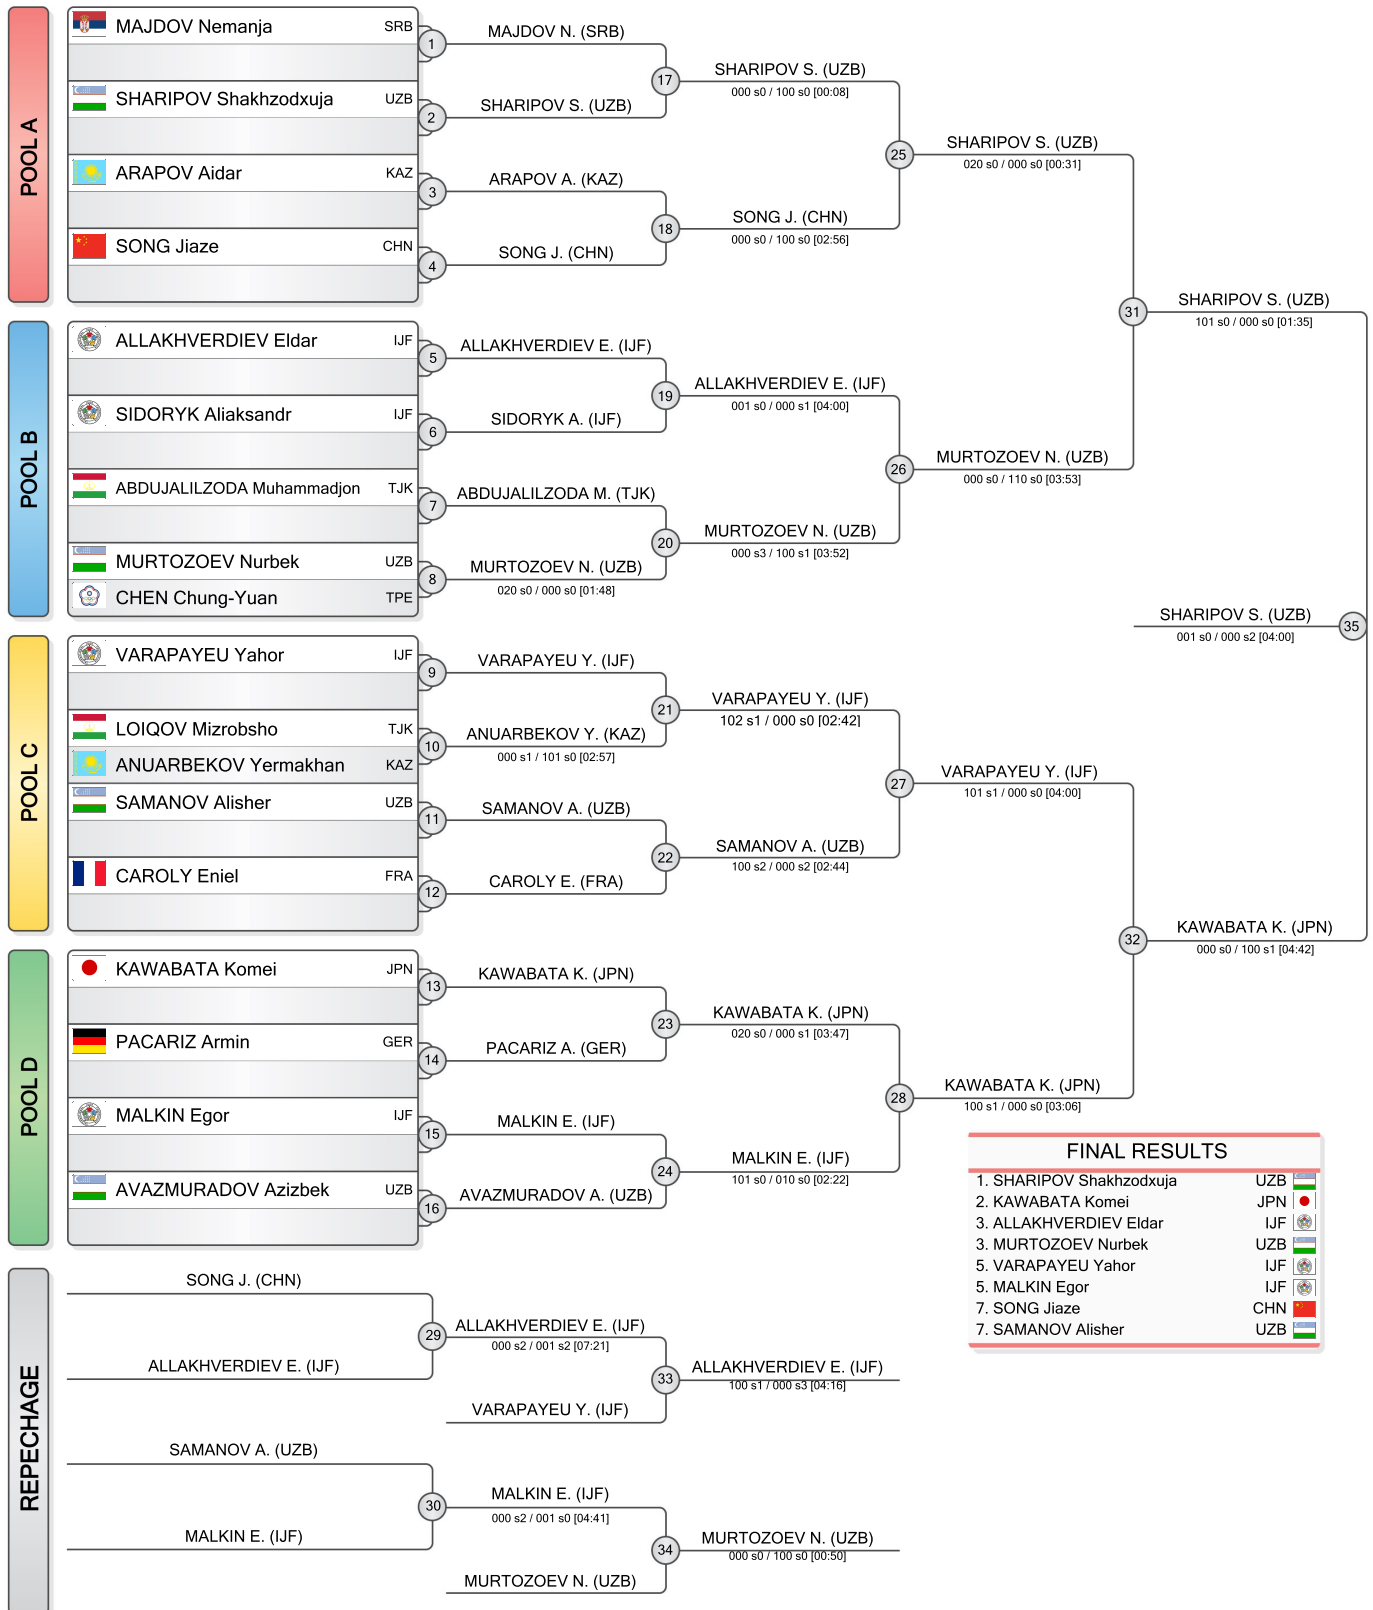 POOL A
MAJDOV Nemanja SRB
SHARIPOV Shakhzodxuja UZB
ARAPOV Aidar KAZ
SONG Jiaze CHN
1
2
3
4
MAJDOV N. (SRB)
SHARIPOV S. (UZB)
ARAPOV A. (KAZ)
SONG J. (CHN)
17
18
SHARIPOV S. (UZB)
000 s0 / 100 s0 [00:08]
SONG J. (CHN)
000 s0 / 100 s0 [02:56]
25
SHARIPOV S. (UZB)
020 s0 / 000 s0 [00:31]
POOL B
ALLAKHVERDIEV Eldar IJF
SIDORYK Aliaksandr IJF
ABDUJALILZODA Muhammadjon TJK
MURTOZOEV Nurbek UZB
CHEN Chung-Yuan TPE
5
6
7
8
ALLAKHVERDIEV E. (IJF)
SIDORYK A. (IJF)
ABDUJALILZODA M. (TJK)
MURTOZOEV N. (UZB)
020 s0 / 000 s0 [01:48]
19
20
ALLAKHVERDIEV E. (IJF)
001 s0 / 000 s1 [04:00]
MURTOZOEV N. (UZB)
000 s3 / 100 s1 [03:52]
26
MURTOZOEV N. (UZB)
000 s0 / 110 s0 [03:53]
31
SHARIPOV S. (UZB)
101 s0 / 000 s0 [01:35]
SHARIPOV S. (UZB)
001 s0 / 000 s2 [04:00]
35
POOL C
VARAPAYEU Yahor IJF
LOIQOV Mizrobsho TJK
ANUARBEKOV Yermakhan KAZ
SAMANOV Alisher UZB
CAROLY Eniel FRA
9
10
11
12
VARAPAYEU Y. (IJF)
ANUARBEKOV Y. (KAZ)
000 s1 / 101 s0 [02:57]
SAMANOV A. (UZB)
CAROLY E. (FRA)
21
22
VARAPAYEU Y. (IJF)
102 s1 / 000 s0 [02:42]
SAMANOV A. (UZB)
100 s2 / 000 s2 [02:44]
27
VARAPAYEU Y. (IJF)
101 s1 / 000 s0 [04:00]
32
KAWABATA K. (JPN)
000 s0 / 100 s1 [04:42]
POOL D
KAWABATA Komei JPN
PACARIZ Armin GER
MALKIN Egor IJF
AVAZMURADOV Azizbek UZB
13
14
15
16
KAWABATA K. (JPN)
PACARIZ A. (GER)
MALKIN E. (IJF)
AVAZMURADOV A. (UZB)
23
24
KAWABATA K. (JPN)
020 s0 / 000 s1 [03:47]
MALKIN E. (IJF)
101 s0 / 010 s0 [02:22]
28
KAWABATA K. (JPN)
100 s1 / 000 s0 [03:06]
FINAL RESULTS
1. SHARIPOV Shakhzodxuja UZB
2. KAWABATA Komei JPN
3. ALLAKHVERDIEV Eldar IJF
3. MURTOZOEV Nurbek UZB
5. VARAPAYEU Yahor IJF
5. MALKIN Egor IJF
7. SONG Jiaze CHN
7. SAMANOV Alisher UZB
REPECHAGE
SONG J. (CHN)
ALLAKHVERDIEV E. (IJF)
29
ALLAKHVERDIEV E. (IJF)
000 s2 / 001 s2 [07:21]
VARAPAYEU Y. (IJF)
33
ALLAKHVERDIEV E. (IJF)
100 s1 / 000 s3 [04:16]
SAMANOV A. (UZB)
MALKIN E. (IJF)
30
MALKIN E. (IJF)
000 s2 / 001 s0 [04:41]
MURTOZOEV N. (UZB)
34
MURTOZOEV N. (UZB)
000 s0 / 100 s0 [00:50]